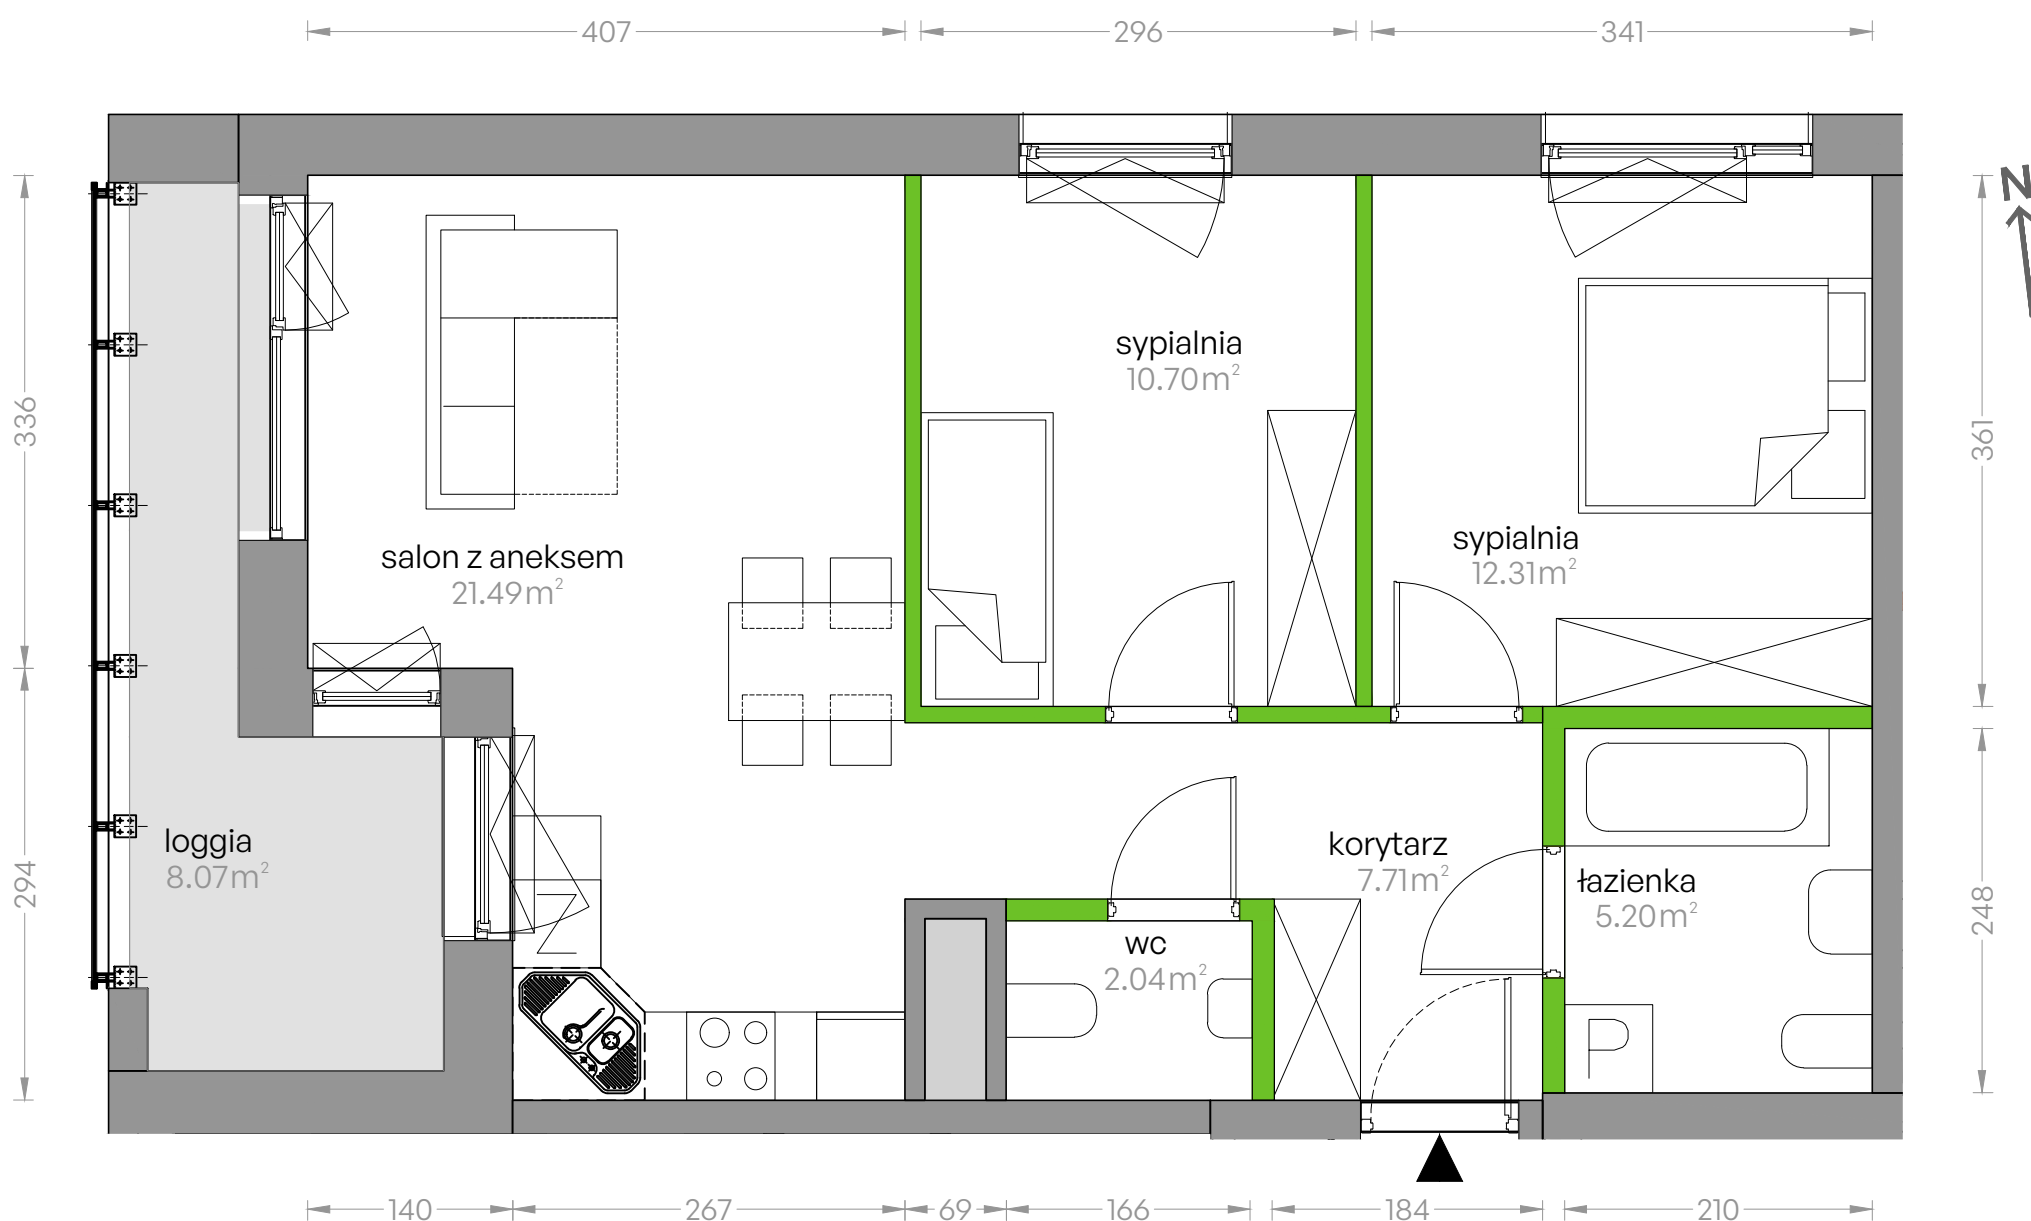 407
296
341
N
336
361
sypialnia
10.70m²
sypialnia
12.31m²
salon z aneksem
21.49m²
loggia
8.07m²
korytarz
7.71m²
łazienka
5.20m²
wc
2.04m²
Z
P
294
248
140
267
69
166
184
210